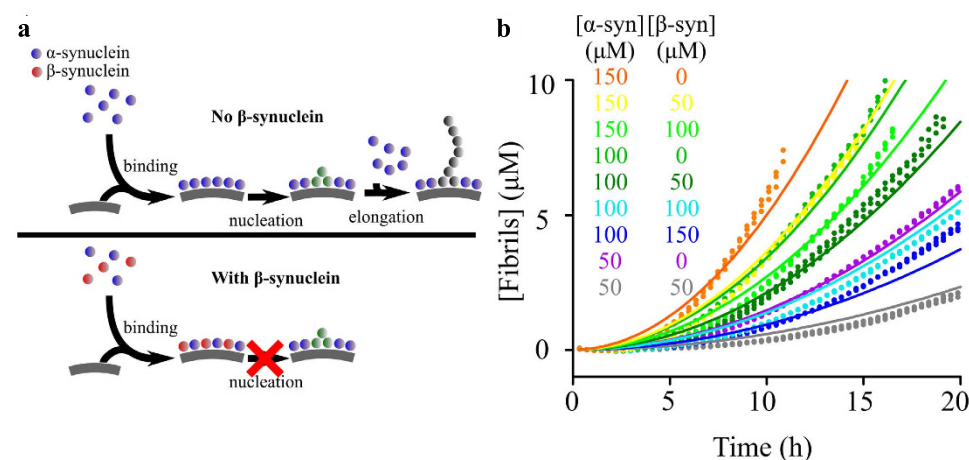 a
α-synuclein
β-synuclein
No β-synuclein
binding
nucleation
elongation
With β-synuclein
binding
nucleation
b
[α-syn] [β-syn]
(μM) (μM)
150 0
150 50
150 100
100 0
100 50
100 100
100 150
50 0
50 50
[Fibrils] (μM)
10
5
0
0 5 10 15 20
Time (h)